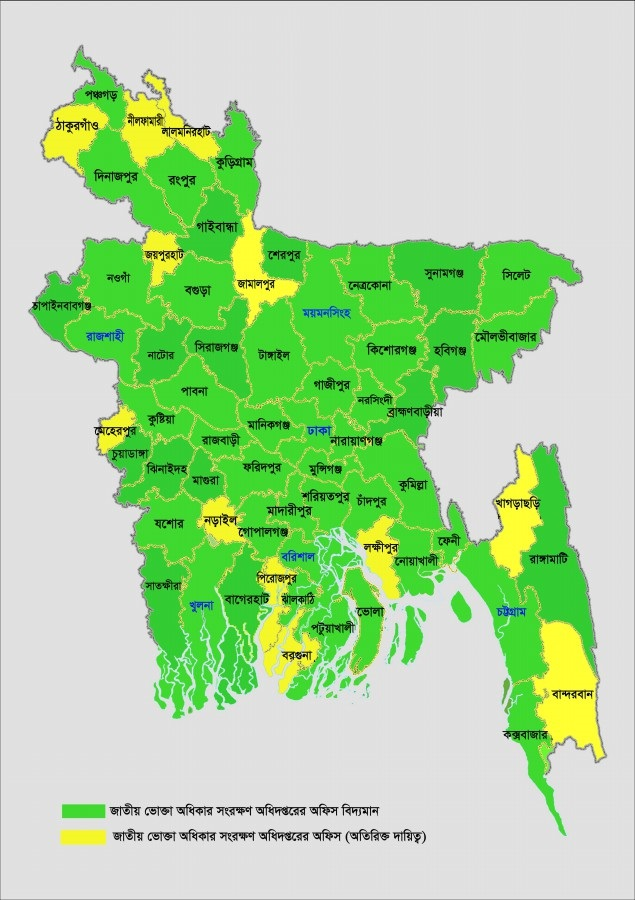 পঞ্চগড়
ঠাকুরগাঁও
নীলফামারী
লালমনিরহাট
কুড়িগ্রাম
দিনাজপুর
রংপুর
গাইবান্ধা
জয়পুরহাট
শেরপুর
নওগাঁ
বগুড়া
জামালপুর
নেত্রকোনা
সুনামগঞ্জ
সিলেট
চাপাইনবাবগঞ্জ
ময়মনসিংহ
রাজশাহী
নাটোর
সিরাজগঞ্জ
টাঙ্গাইল
কিশোরগঞ্জ
হবিগঞ্জ
মৌলভীবাজার
পাবনা
গাজীপুর
নরসিংদী
ব্রাহ্মণবাড়ীয়া
মেহেরপুর
কুষ্টিয়া
রাজবাড়ী
মানিকগঞ্জ
ঢাকা
নারায়ণগঞ্জ
চুয়াডাঙ্গা
ঝিনাইদহ
মাগুরা
ফরিদপুর
মুন্সিগঞ্জ
কুমিল্লা
যশোর
নড়াইল
মাদারীপুর
শরিয়তপুর
চাঁদপুর
গোপালগঞ্জ
খাগড়াছড়ি
লক্ষীপুর
নোয়াখালী
ফেনী
রাঙ্গামাটি
সাতক্ষীরা
খুলনা
বাগেরহাট
পিরোজপুর
বরিশাল
ঝালকাঠি
ভোলা
পটুয়াখালী
বরগুনা
চট্টগ্রাম
বান্দরবান
কক্সবাজার
জাতীয় ভোক্তা অধিকার সংরক্ষণ অধিদপ্তরের অফিস বিদ্যমান
জাতীয় ভোক্তা অধিকার সংরক্ষণ অধিদপ্তরের অফিস (অতিরিক্ত দায়িত্ব)